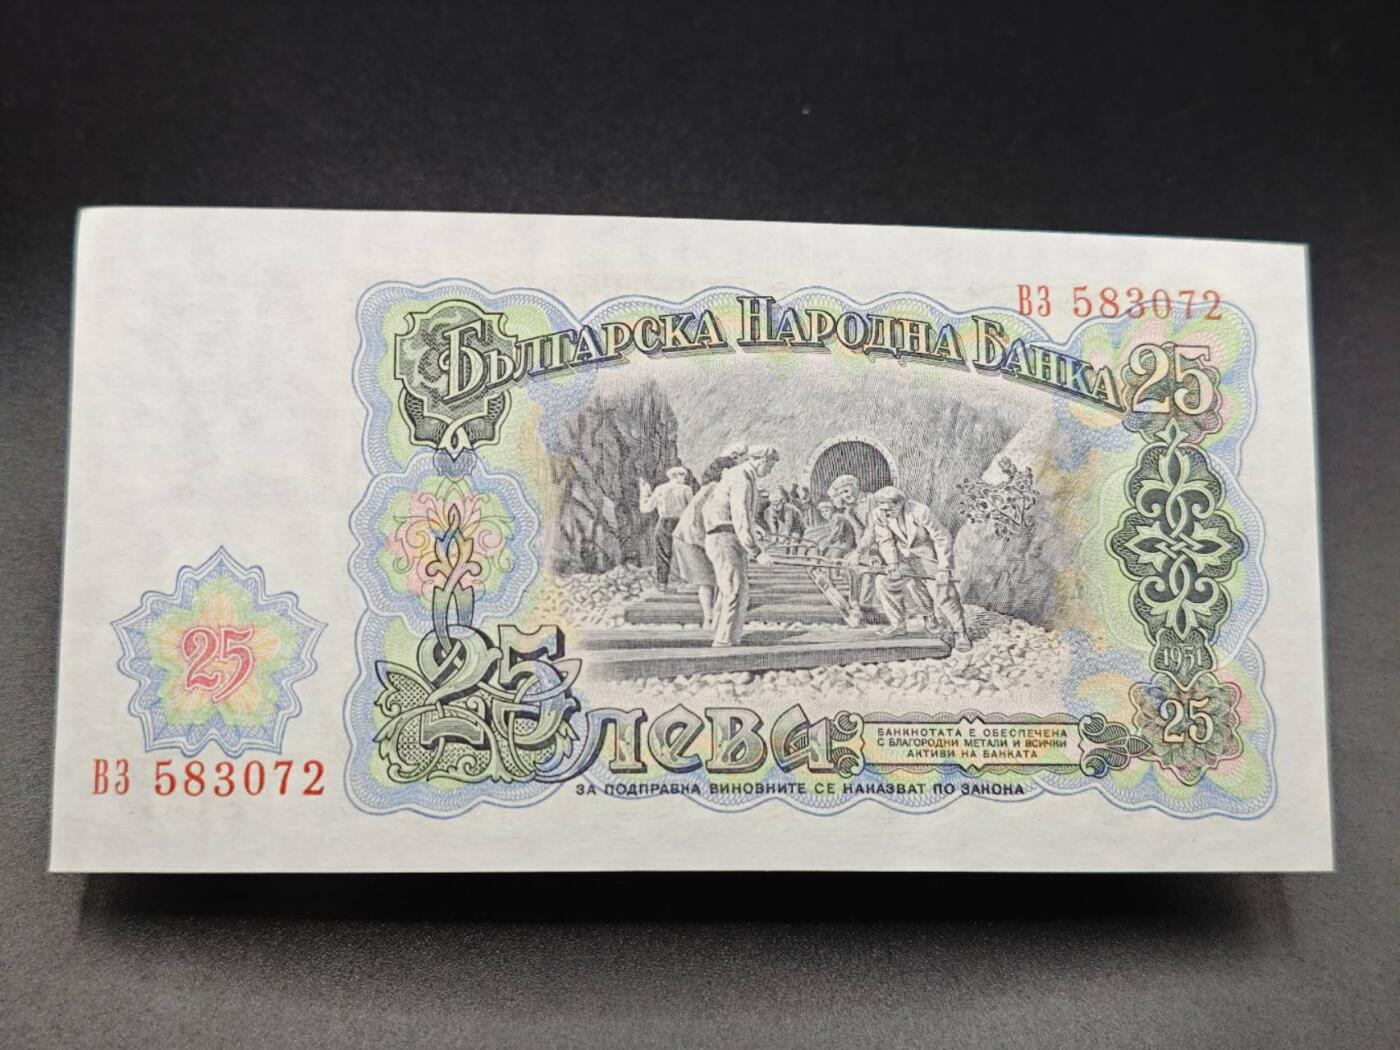 ВЗ 583072
БЪЛГАРСКА НАРОДНА БАНКА
25
1951
25
25
25 ЛЕВА
БАНКНОТАТА Е ОБЕСПЕЧЕНА
С БЛАГОРОДНИ МЕТАЛИ И ВСИЧКИ
АКТИВИ НА БАНКАТА
ВЗ 583072
ЗА ПОДПРАВКА ВИНОВНИТЕ СЕ НАКАЗВАТ ПО ЗАКОНА